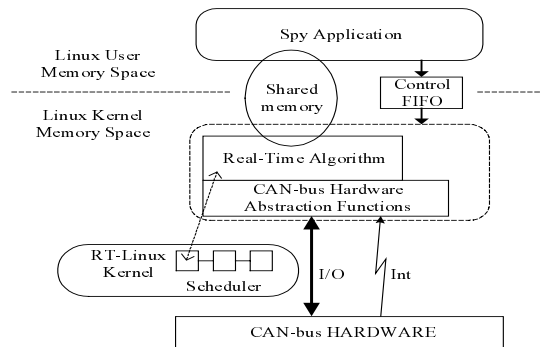 Spy Application
Linux User
Memory Space
Control
FIFO
Shared
memory
Linux Kernel
Memory Space
Real-Time Algorithm
CAN-bus Hardware
Abstraction Functions
RT-Linux
Kernel
Scheduler
I/O
Int
CAN-bus HARDWARE